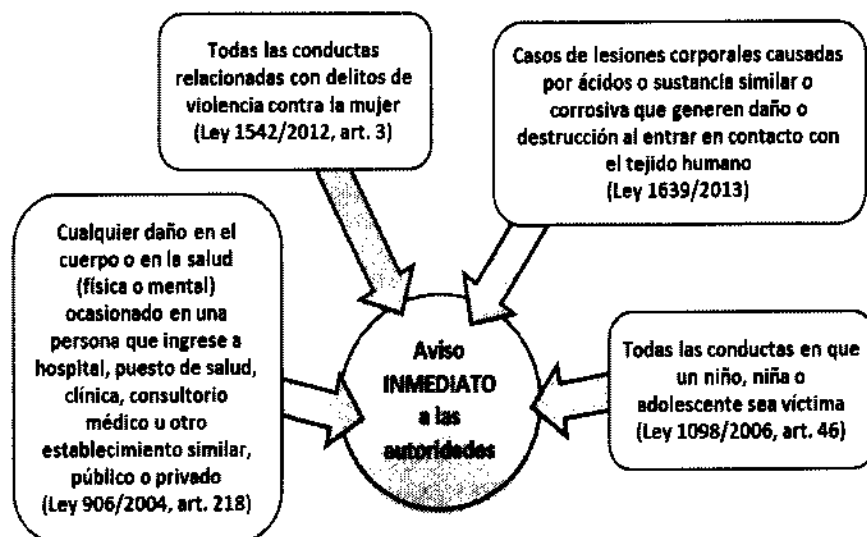 Todas las conductas
relacionadas con delitos de
violencia contra la mujer
(Ley 1542/2012, art. 3)
Casos de lesiones corporales causadas
por ácidos o sustancia similar o
corrosiva que generen daño o
destrucción al entrar en contacto con
el tejido humano
(Ley 1639/2013)
Cualquier daño en el
cuerpo o en la salud
(física o mental)
ocasionado en una
persona que ingrese a
hospital, puesto de salud,
clínica, consultorio
médico u otro
establecimiento similar,
público o privado
(Ley 906/2004, art. 218)
Aviso
INMEDIATO
a las
autoridades
Todas las conductas en que
un niño, niña o
adolescente sea víctima
(Ley 1098/2006, art. 46)